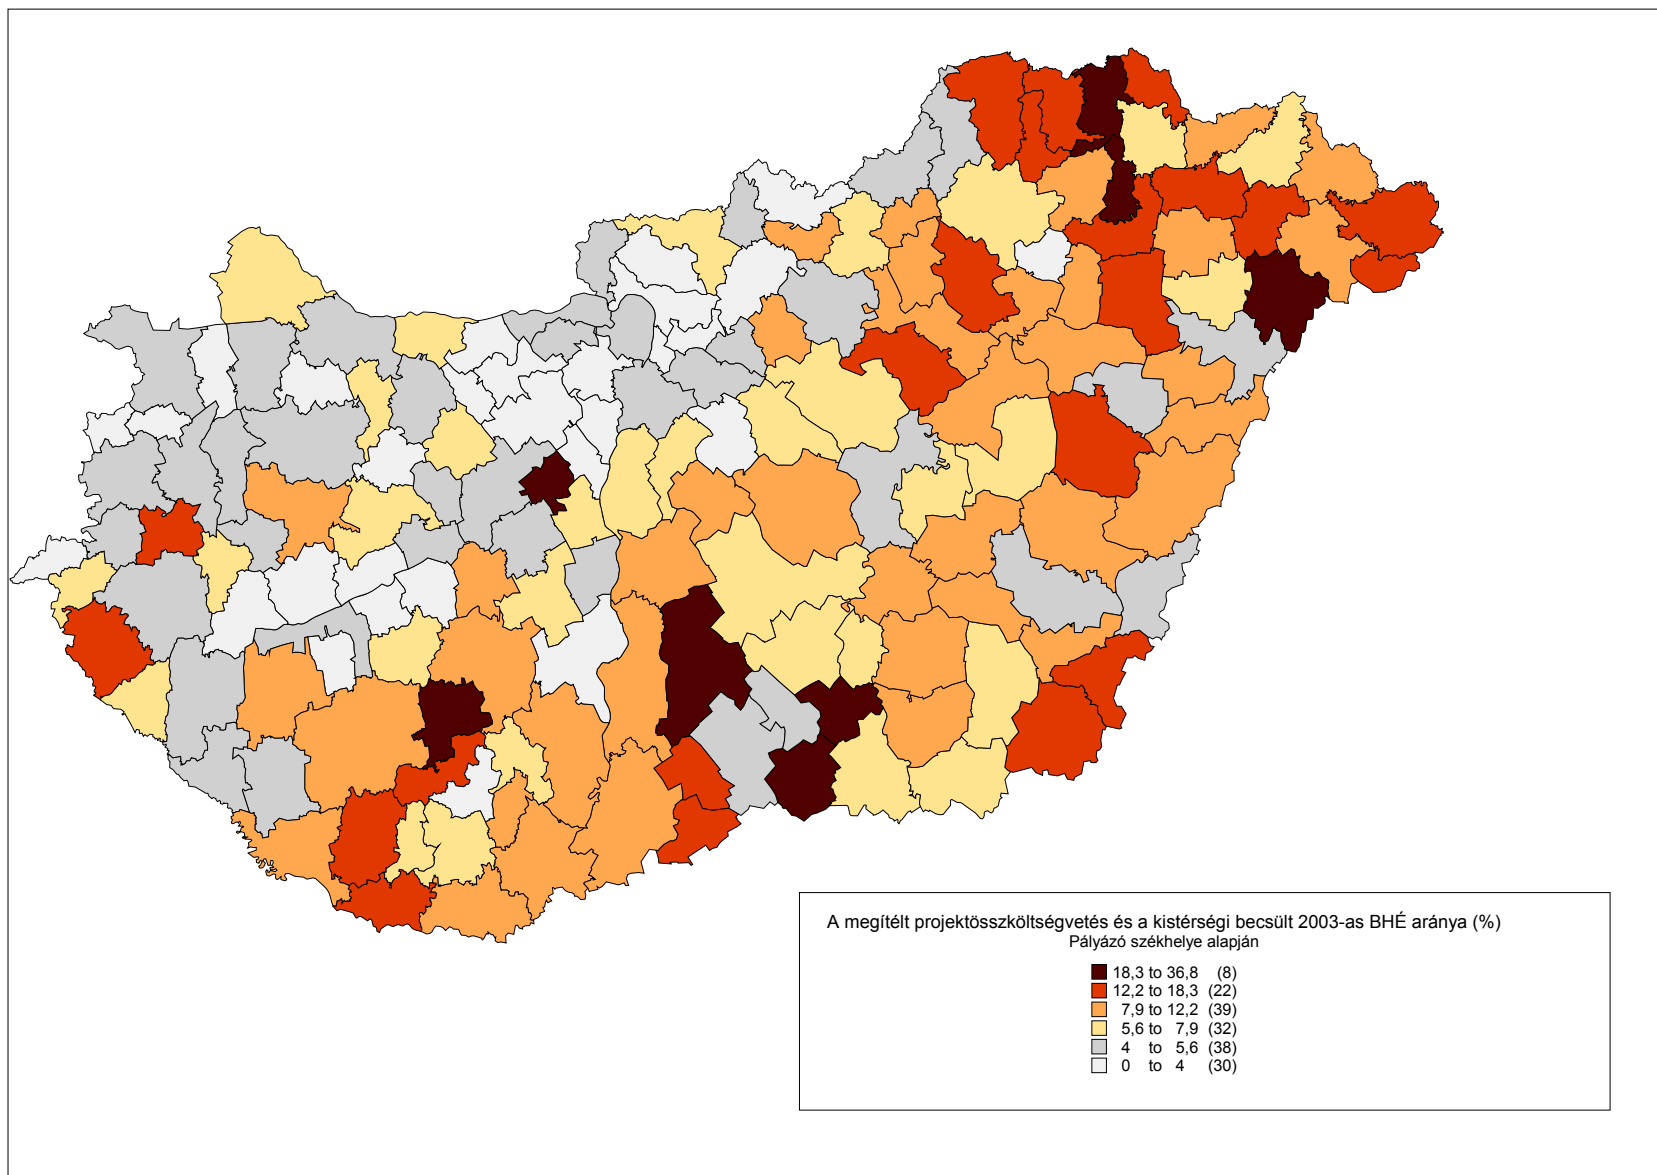 A megítélt projektösszköltségvetés és a kistérségi becsült 2003-as BHÉ aránya (%)
Pályázó székhelye alapján
18,3 to 36,8 (8)
12,2 to 18,3 (22)
7,9 to 12,2 (39)
5,6 to 7,9 (32)
4 to 5,6 (38)
0 to 4 (30)